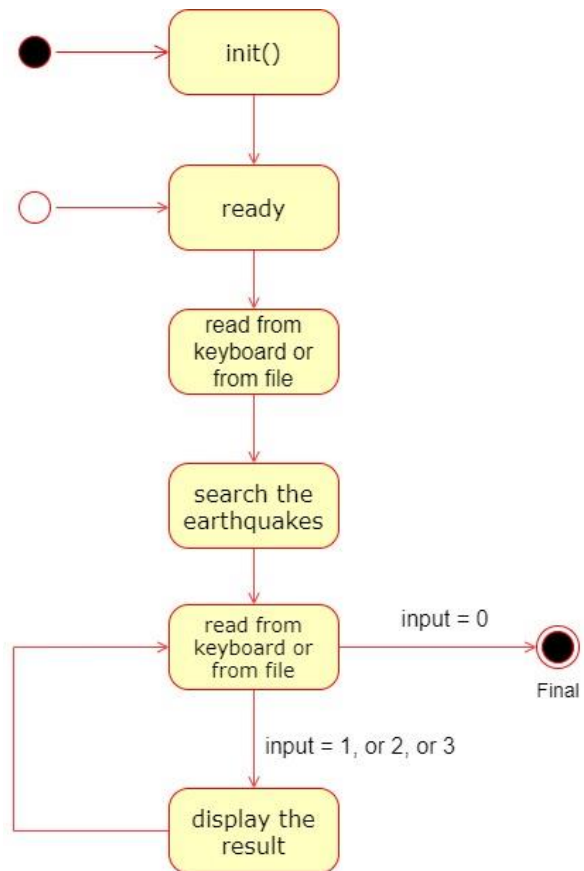 init()
ready
read from
keyboard or
from file
search the
earthquakes
read from
keyboard or
from file
input = 0
Final
input = 1, or 2, or 3
display the
result